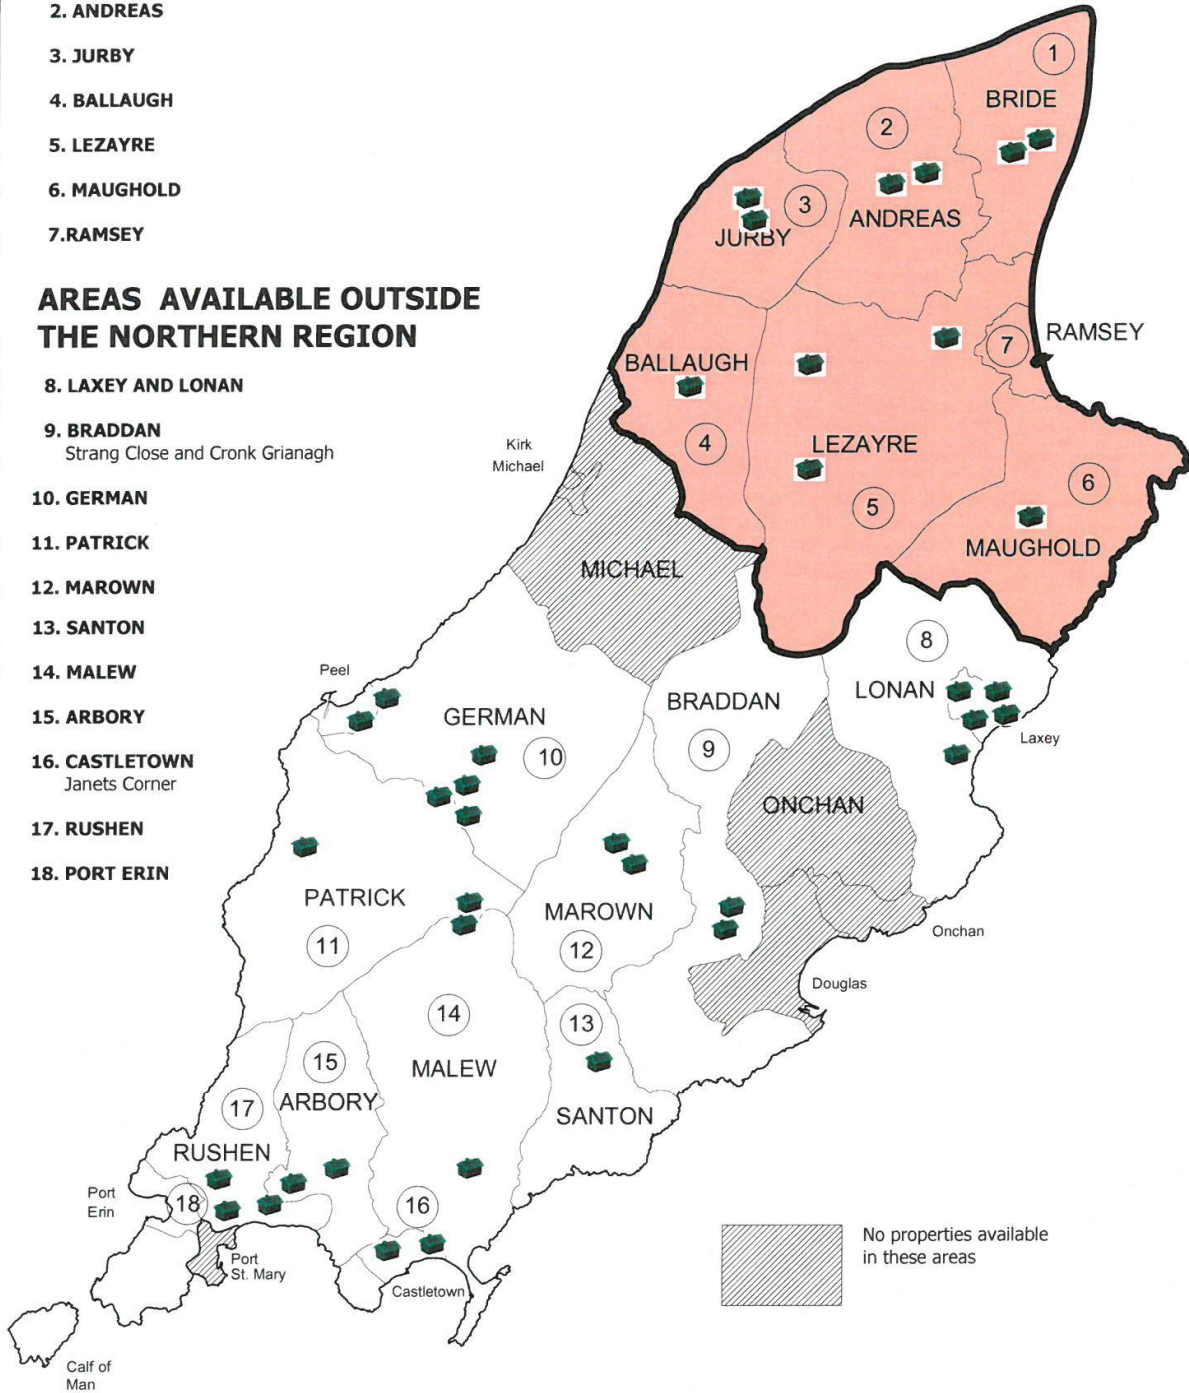 2. ANDREAS
3. JURBY
4. BALLAUGH
5. LEZAYRE
6. MAUGHOLD
7.RAMSEY
AREAS AVAILABLE OUTSIDE
THE NORTHERN REGION
8. LAXEY AND LONAN
9. BRADDAN
Strang Close and Cronk Grianagh
10. GERMAN
11. PATRICK
12. MAROWN
13. SANTON
14. MALEW
15. ARBORY
16. CASTLETOWN
Janets Corner
17. RUSHEN
18. PORT ERIN
1
BRIDE
2
ANDREAS
3
JURBY
RAMSEY
7
BALLAUGH
4
LEZAYRE
5
6
MAUGHOLD
Kirk
Michael
MICHAEL
8
LONAN
Laxey
Peel
GERMAN
10
BRADDAN
9
ONCHAN
PATRICK
11
MAROWN
12
Onchan
Douglas
14
MALEW
13
SANTON
15
ARBORY
17
RUSHEN
Port
Erin
18
16
Port
St. Mary
Castletown
Calf of
Man
No properties available
in these areas